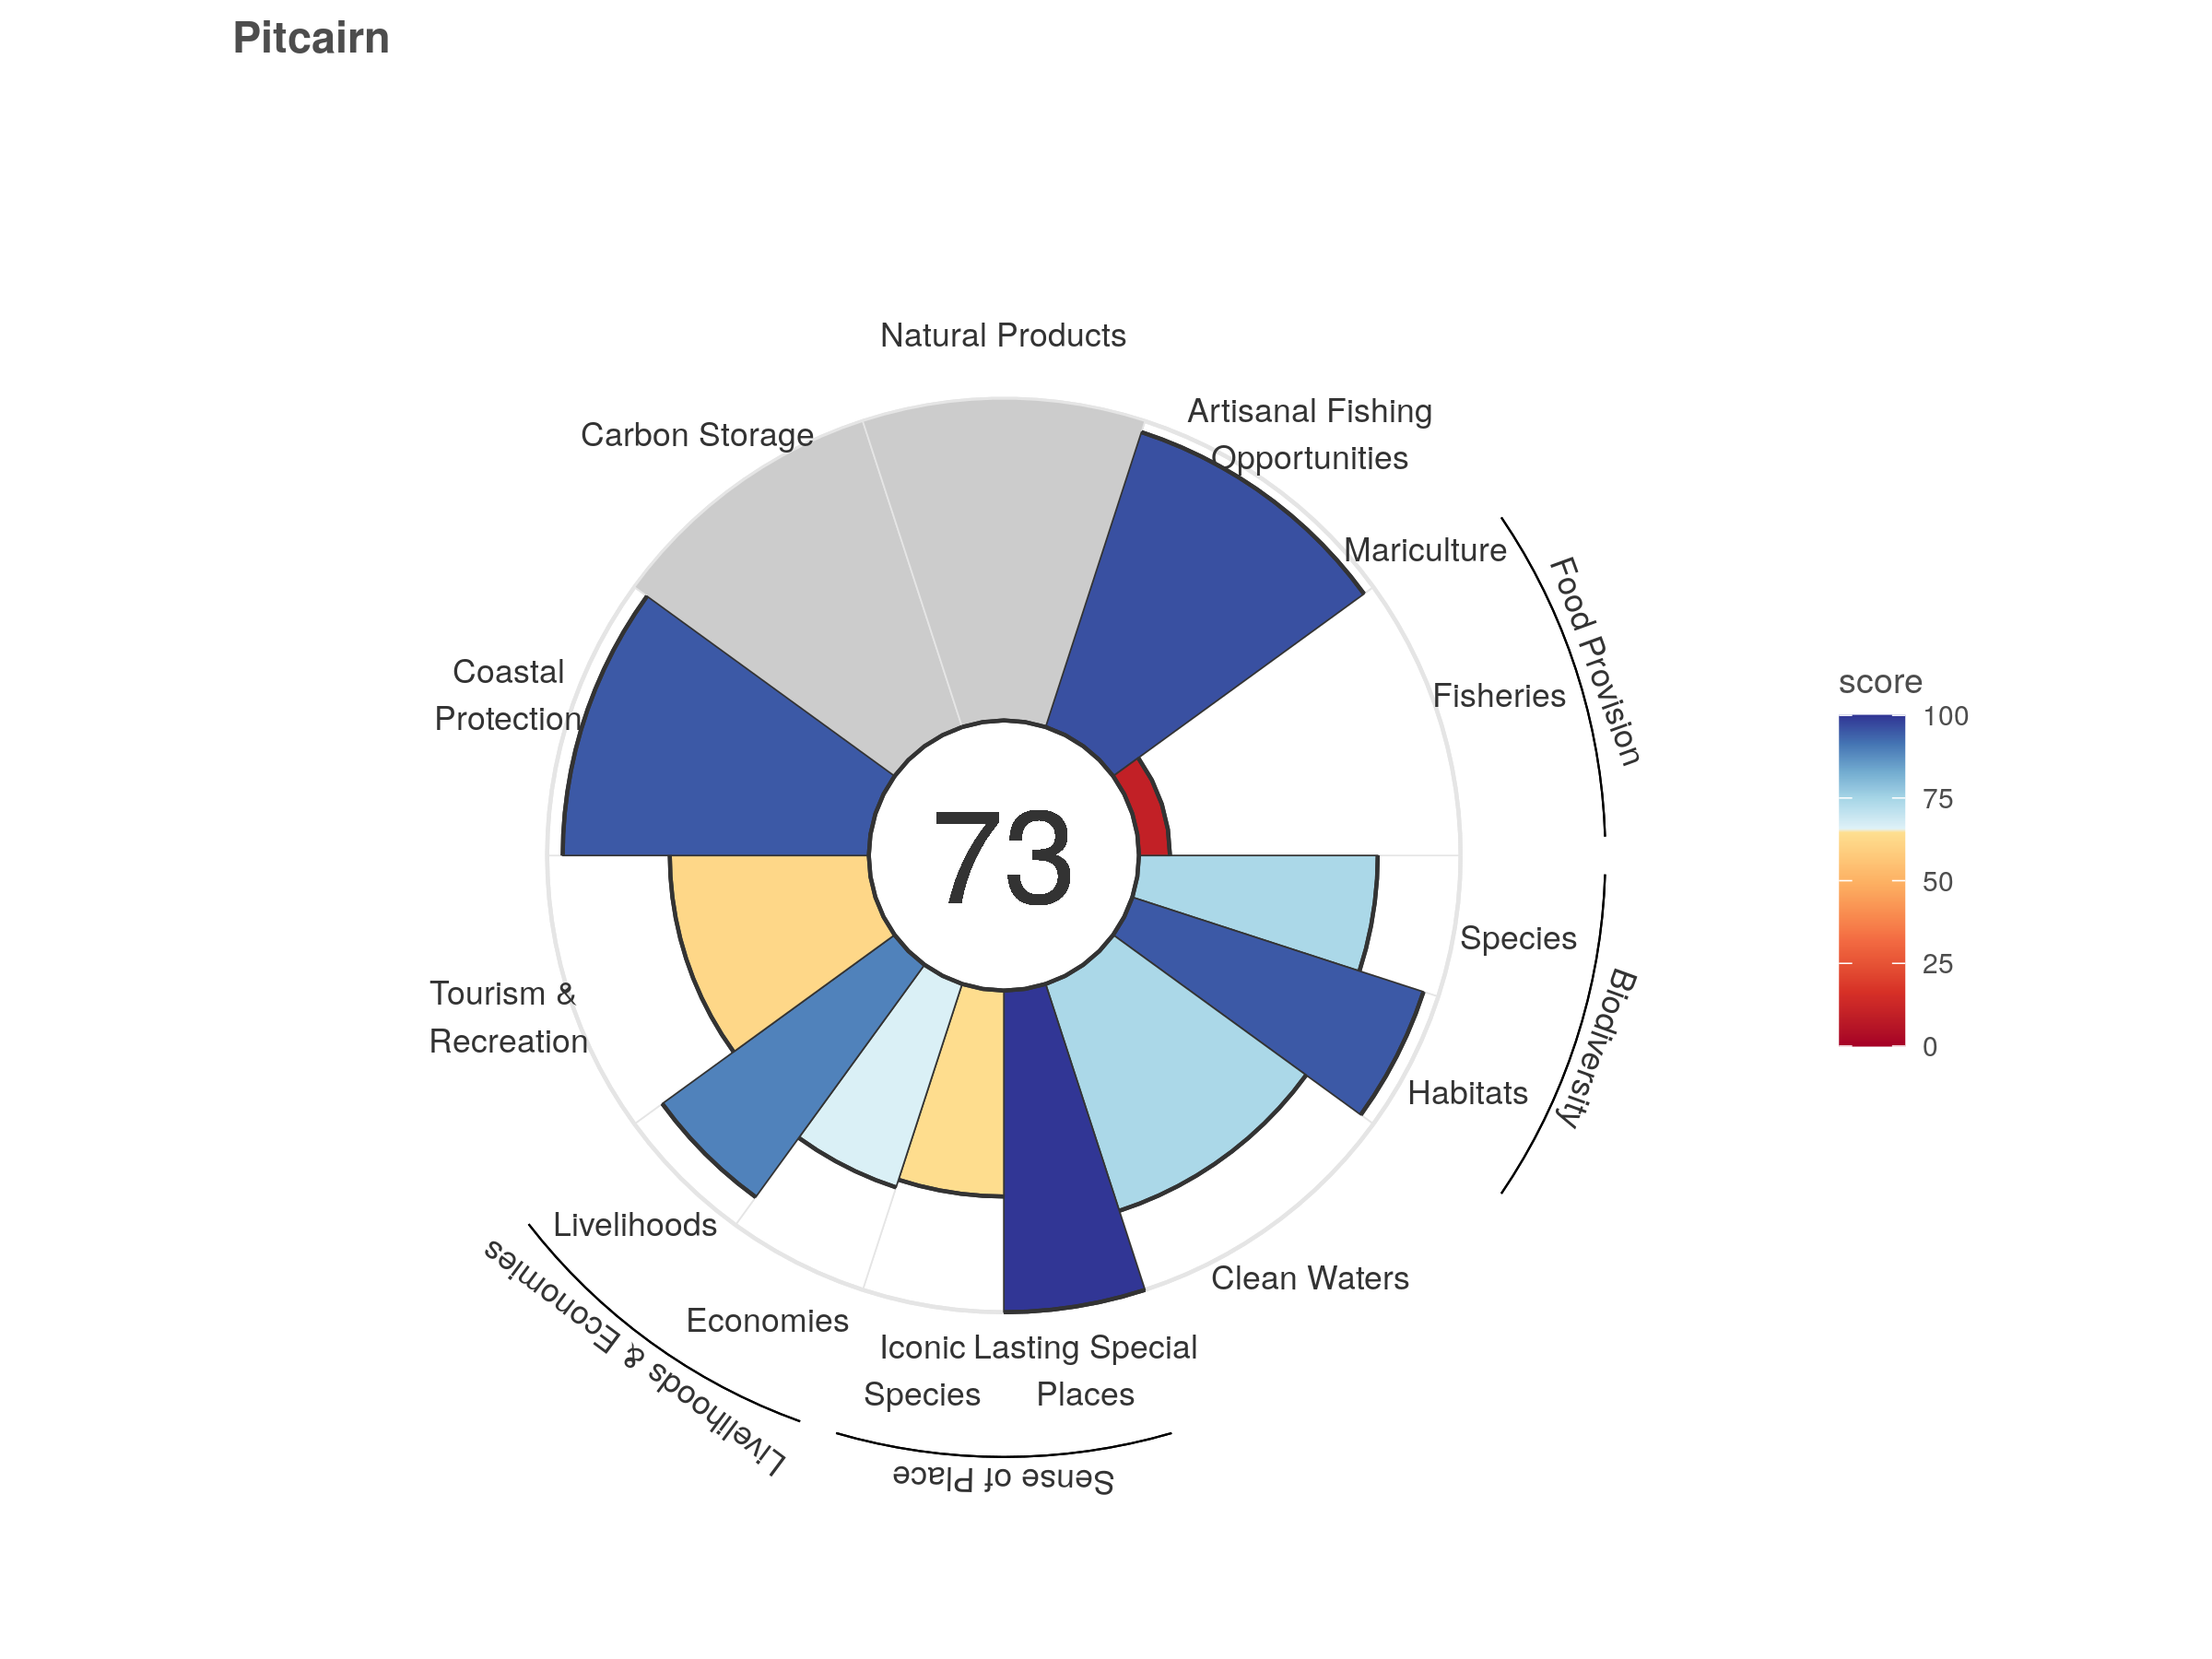 Pitcairn
Natural Products
Artisanal Fishing
Opportunities
Carbon Storage
Mariculture
Food Provision
Fisheries
Coastal
Protection
score
100
75
50
25
0
73
Species
Biodiversity
Habitats
Tourism &
Recreation
Livelihoods
Clean Waters
Economies
Livelihoods & Economies
Iconic
Species
Lasting Special
Places
Sense of Place